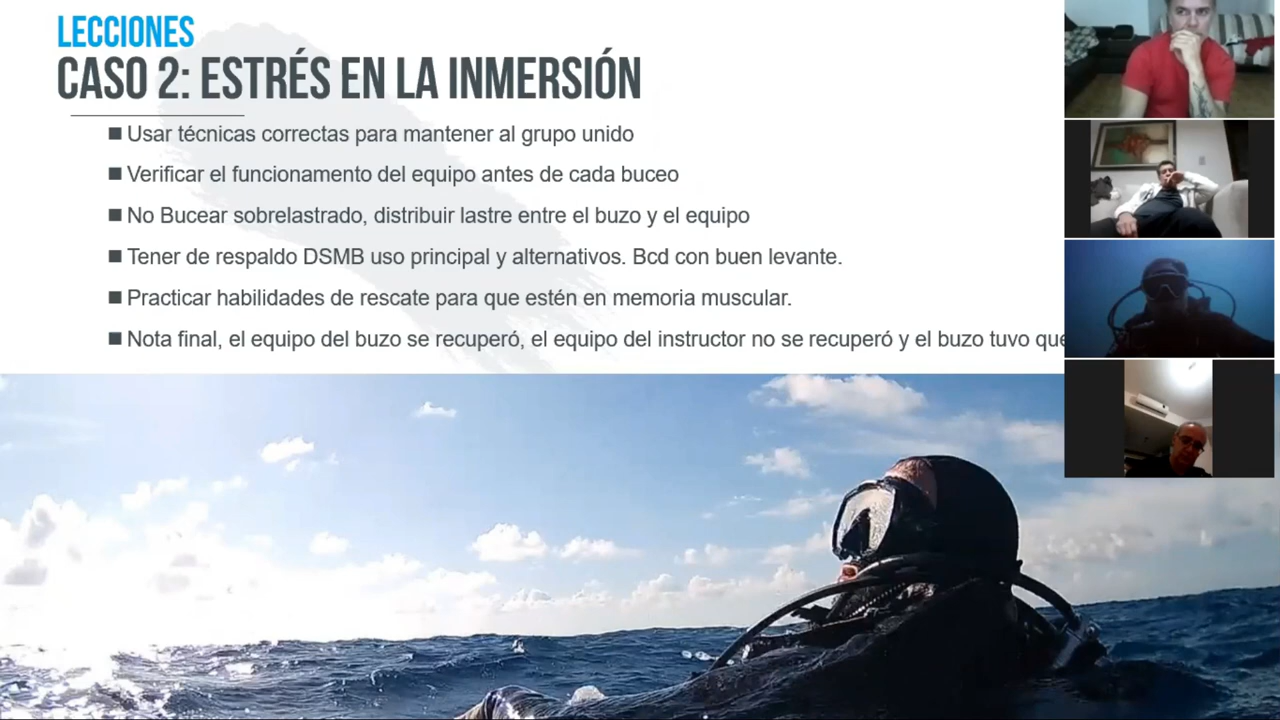 LECCIONES
CASO 2: ESTRÉS EN LA INMERSIÓN
Usar técnicas correctas para mantener al grupo unido
Verificar el funcionamento del equipo antes de cada buceo
No Bucear sobrelastrado, distribuir lastre entre el buzo y el equipo
Tener de respaldo DSMB uso principal y alternativos. Bcd con buen levante.
Practicar habilidades de rescate para que estén en memoria muscular.
Nota final, el equipo del buzo se recuperó, el equipo del instructor no se recuperó y el buzo tuvo que